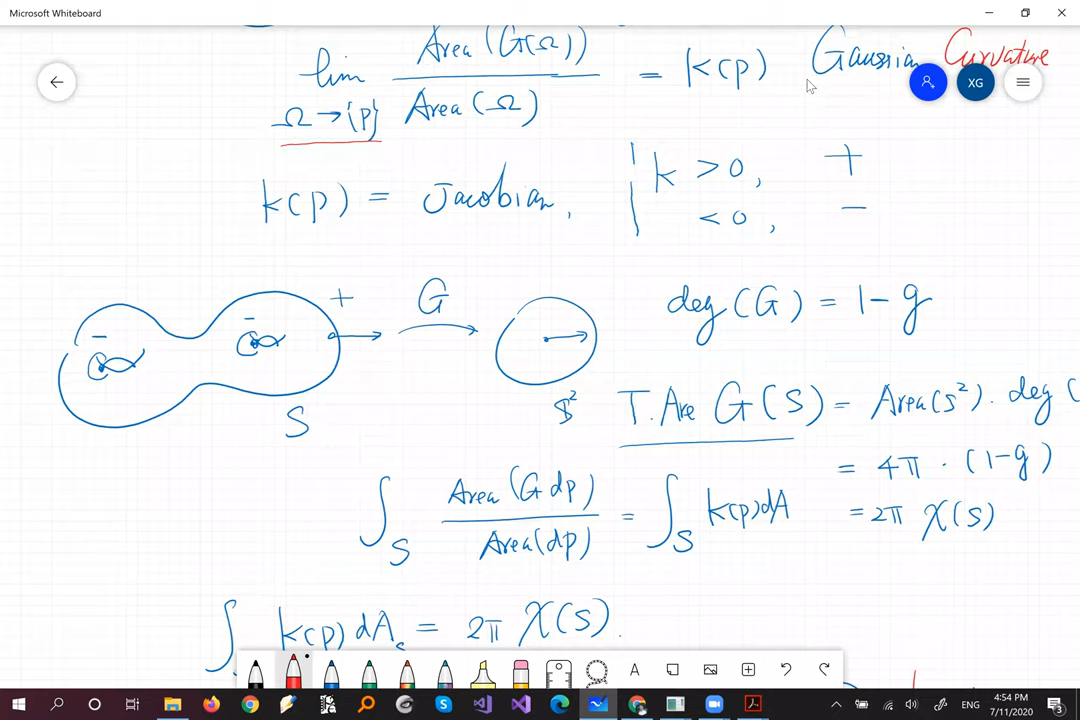 Microsoft Whiteboard
lim Area (G(Ω)) / Area (Ω) = K(p) Gaussian Curvature
Ω → {p}
XG
k(p) = Jacobian, | k > 0, +
< 0, −
− − + G deg (G) = 1 − g
S S² T. Are G(S) = Area(S²) · deg (
= 4π · (1−g)
∫S Area (G dp) / Area (dp) = ∫S k(p) dA = 2π χ(S)
∫ k(p) dA = 2π χ(S).
A
ENG
4:54 PM
7/11/2020
3